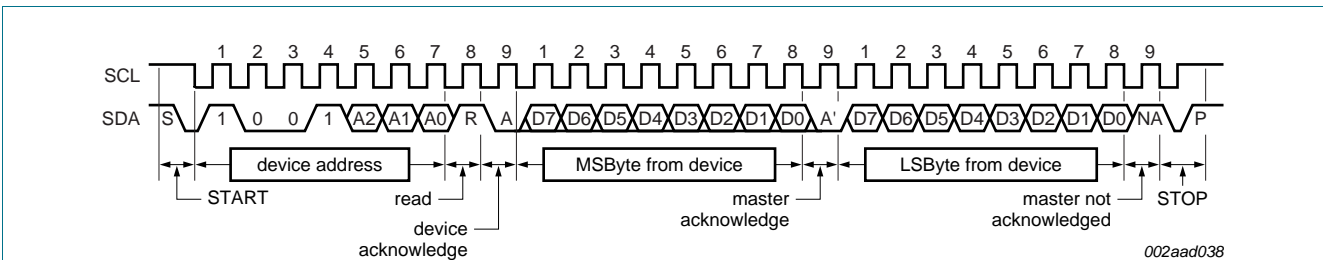 1 2 3 4 5 6 7 8 9 1 2 3 4 5 6 7 8 9 1 2 3 4 5 6 7 8 9
SCL
SDA S 1 0 0 1 A2 A1 A0 R A D7 D6 D5 D4 D3 D2 D1 D0 A' D7 D6 D5 D4 D3 D2 D1 D0 NA P
device address MSByte from device LSByte from device
START read master master not STOP
acknowledge acknowledged
device
acknowledge
002aad038